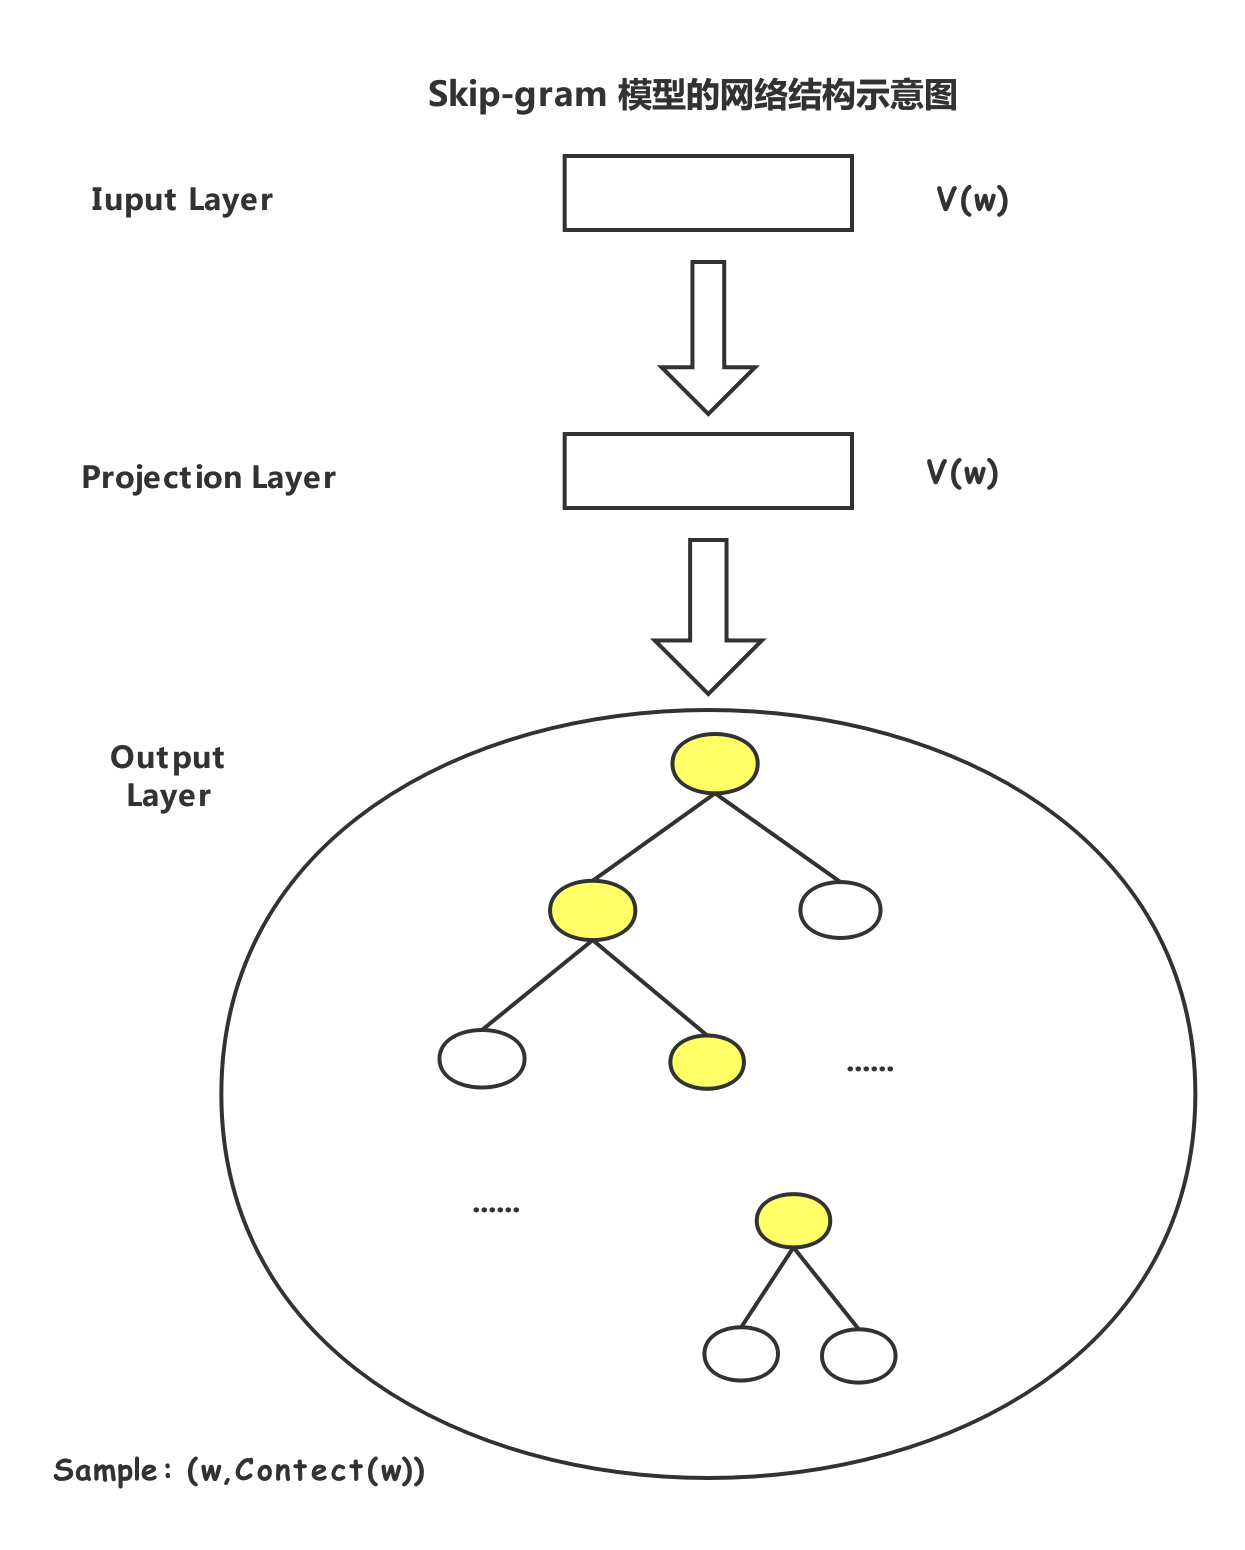 Skip-gram 模型的网络结构示意图
Iuput Layer
V(w)
Projection Layer
V(w)
Output
Layer
......
......
Sample: (w,Contect(w))